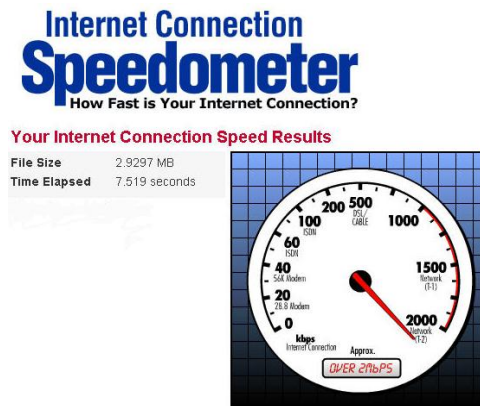 Internet Connection
Speedometer
How Fast is Your Internet Connection?
Your Internet Connection Speed Results
File Size 2.9297 MB
Time Elapsed 7.519 seconds
0
20
28.8 Modem
40
56K Modem
60
ISDN
100
ISDN
200
500
DSL/
CABLE
1000
1500
Network
(T-1)
2000
Network
(T-2)
kbps
Internet Connection
Approx.
OVER 2MbPS